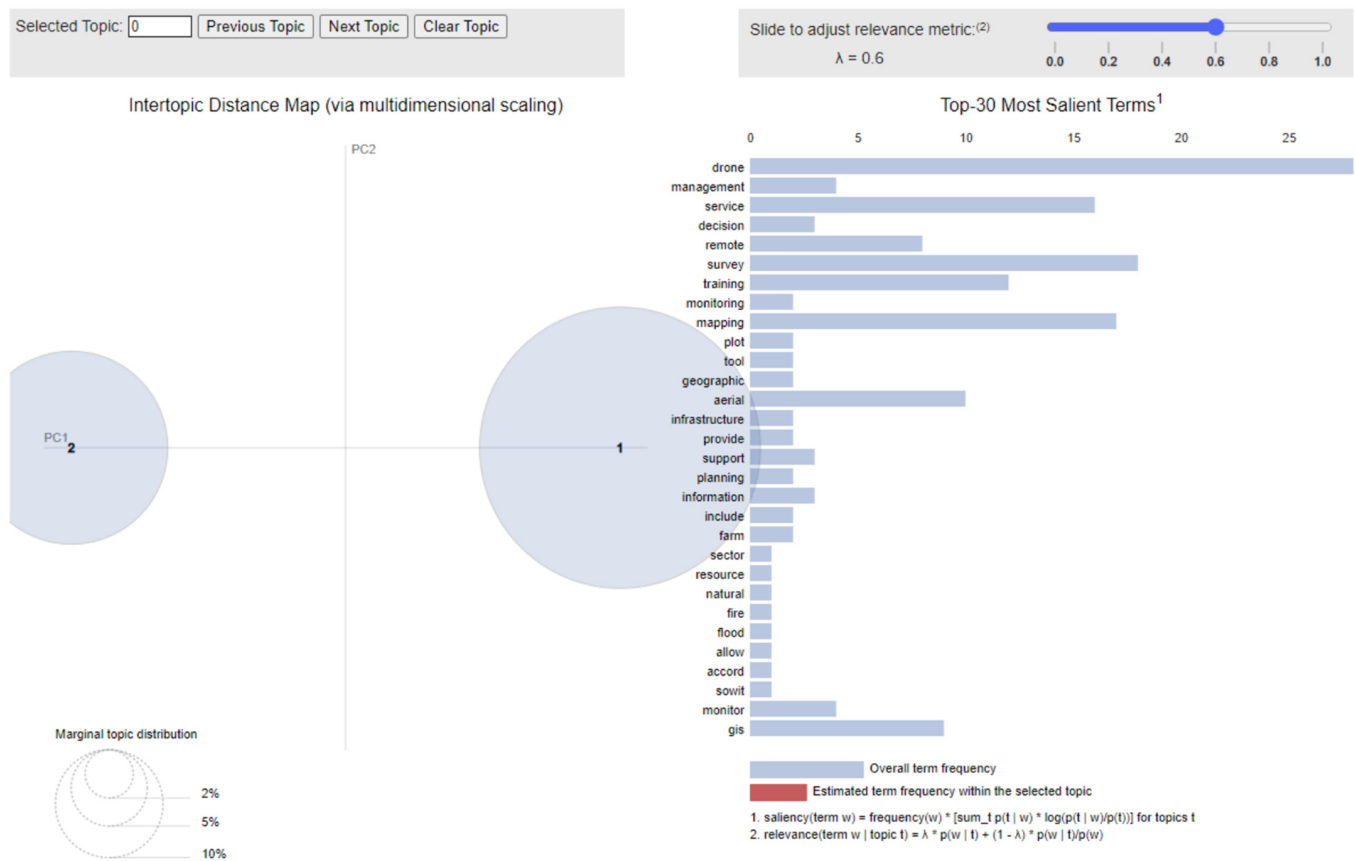 Selected Topic: 0 Previous Topic Next Topic Clear Topic
Slide to adjust relevance metric:(2)
λ = 0.6
0.0 0.2 0.4 0.6 0.8 1.0
Intertopic Distance Map (via multidimensional scaling)
PC2
PC1
2
1
Marginal topic distribution
2%
5%
10%
Top-30 Most Salient Terms1
0 5 10 15 20 25
drone
management
service
decision
remote
survey
training
monitoring
mapping
plot
tool
geographic
aerial
infrastructure
provide
support
planning
information
include
farm
sector
resource
natural
fire
flood
allow
accord
sowit
monitor
gis
Overall term frequency
Estimated term frequency within the selected topic
1. saliency(term w) = frequency(w) * [sum_t p(t | w) * log(p(t | w)/p(t))] for topics t
2. relevance(term w | topic t) = λ * p(w | t) + (1 - λ) * p(w | t)/p(w)